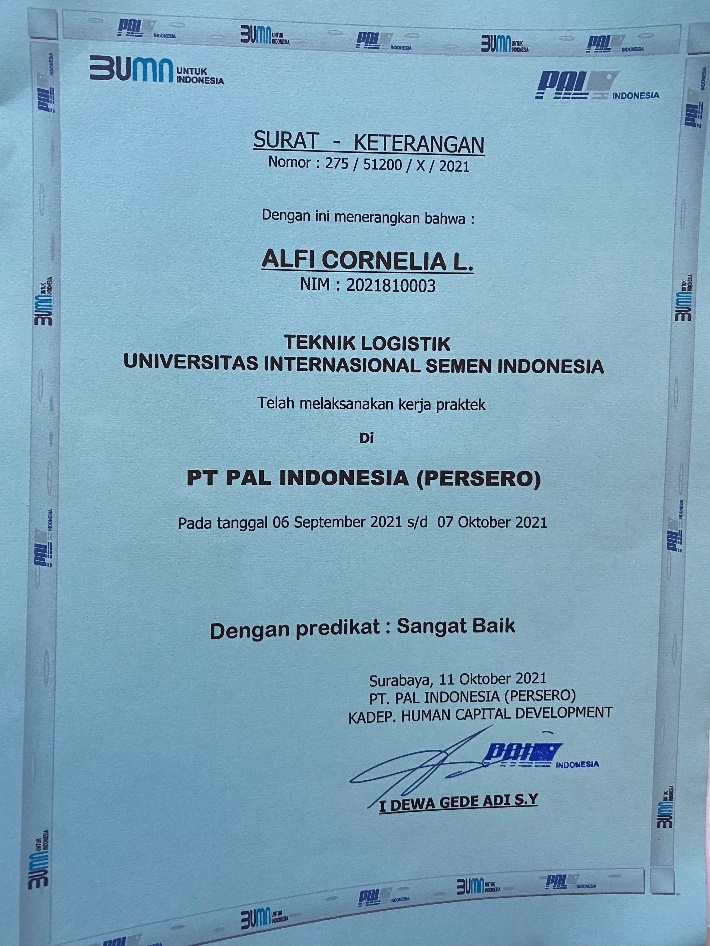 BUMN UNTUK INDONESIA
PAL INDONESIA
SURAT - KETERANGAN
Nomor : 275 / 51200 / X / 2021
Dengan ini menerangkan bahwa :
ALFI CORNELIA L.
NIM : 2021810003
TEKNIK LOGISTIK
UNIVERSITAS INTERNASIONAL SEMEN INDONESIA
Telah melaksanakan kerja praktek
Di
PT PAL INDONESIA (PERSERO)
Pada tanggal 06 September 2021 s/d 07 Oktober 2021
Dengan predikat : Sangat Baik
Surabaya, 11 Oktober 2021
PT. PAL INDONESIA (PERSERO)
KADEP. HUMAN CAPITAL DEVELOPMENT
PAL INDONESIA
I DEWA GEDE ADI S.Y